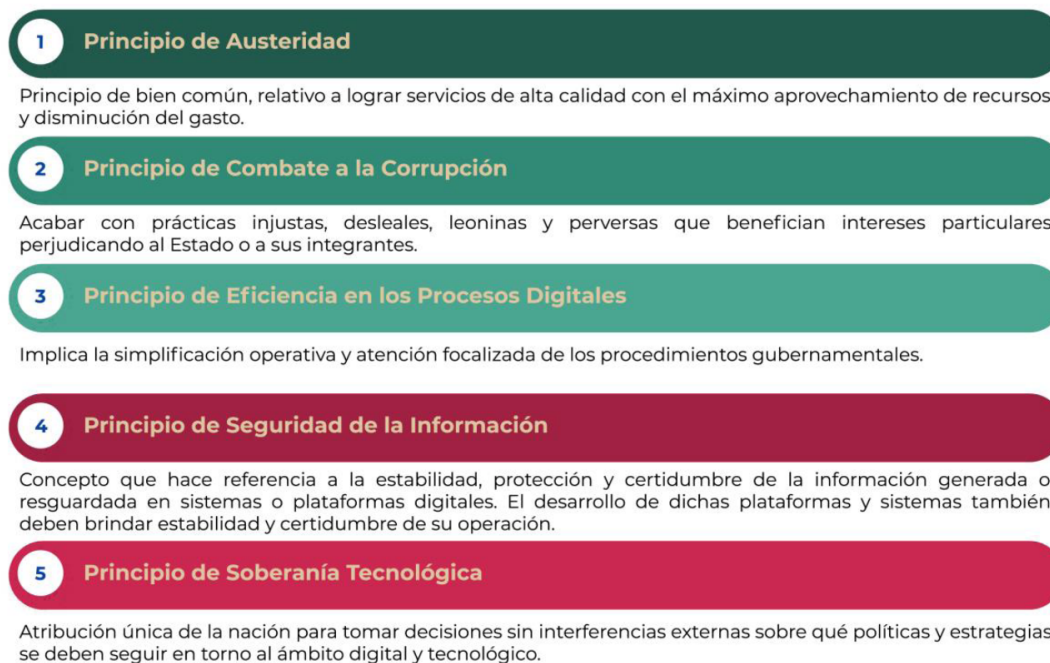 1 Principio de Austeridad
Principio de bien común, relativo a lograr servicios de alta calidad con el máximo aprovechamiento de recursos
y disminución del gasto.
2 Principio de Combate a la Corrupción
Acabar con prácticas injustas, desleales, leoninas y perversas que benefician intereses particulares
perjudicando al Estado o a sus integrantes.
3 Principio de Eficiencia en los Procesos Digitales
Implica la simplificación operativa y atención focalizada de los procedimientos gubernamentales.
4 Principio de Seguridad de la Información
Concepto que hace referencia a la estabilidad, protección y certidumbre de la información generada o
resguardada en sistemas o plataformas digitales. El desarrollo de dichas plataformas y sistemas también
deben brindar estabilidad y certidumbre de su operación.
5 Principio de Soberanía Tecnológica
Atribución única de la nación para tomar decisiones sin interferencias externas sobre qué políticas y estrategias
se deben seguir en torno al ámbito digital y tecnológico.